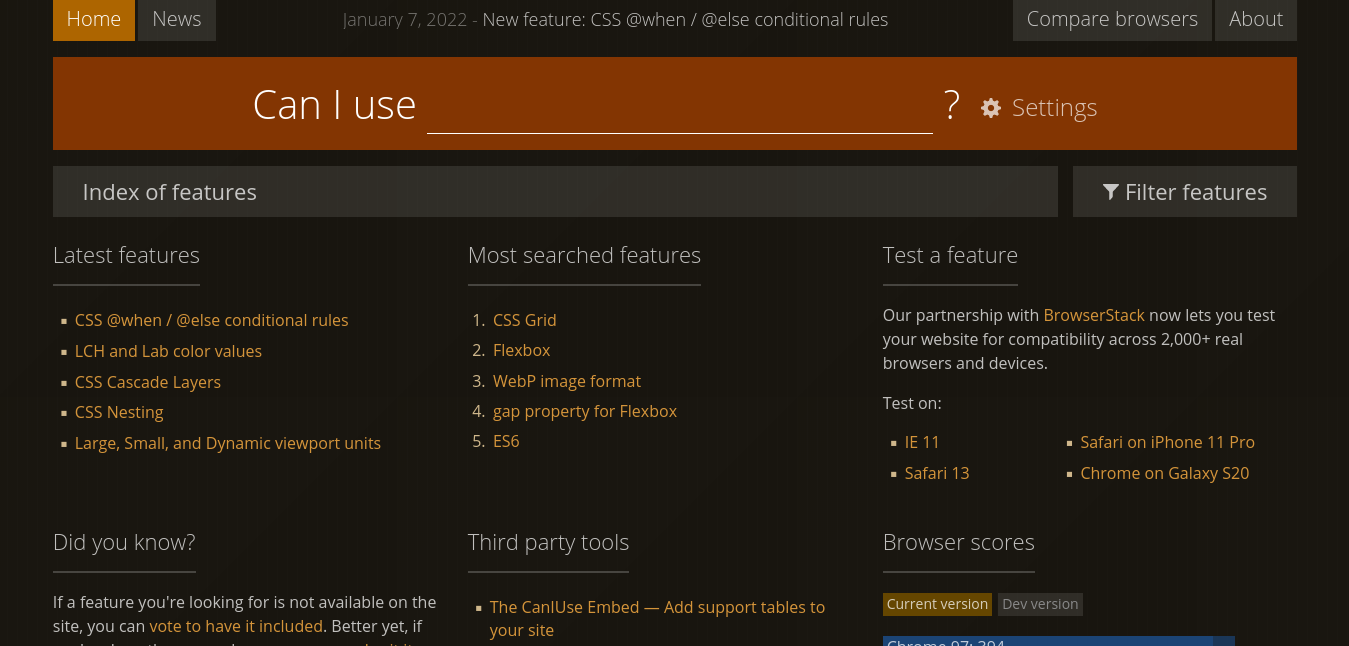 Home News January 7, 2022 - New feature: CSS @when / @else conditional rules Compare browsers About
Can I use ? Settings
Index of features Filter features
Latest features
CSS @when / @else conditional rules
LCH and Lab color values
CSS Cascade Layers
CSS Nesting
Large, Small, and Dynamic viewport units
Most searched features
1. CSS Grid
2. Flexbox
3. WebP image format
4. gap property for Flexbox
5. ES6
Test a feature
Our partnership with BrowserStack now lets you test
your website for compatibility across 2,000+ real
browsers and devices.
Test on:
IE 11
Safari 13
Safari on iPhone 11 Pro
Chrome on Galaxy S20
Did you know?
If a feature you're looking for is not available on the
site, you can vote to have it included. Better yet, if
Third party tools
The CanIUse Embed — Add support tables to
your site
Browser scores
Current version Dev version
Chrome 97: 394